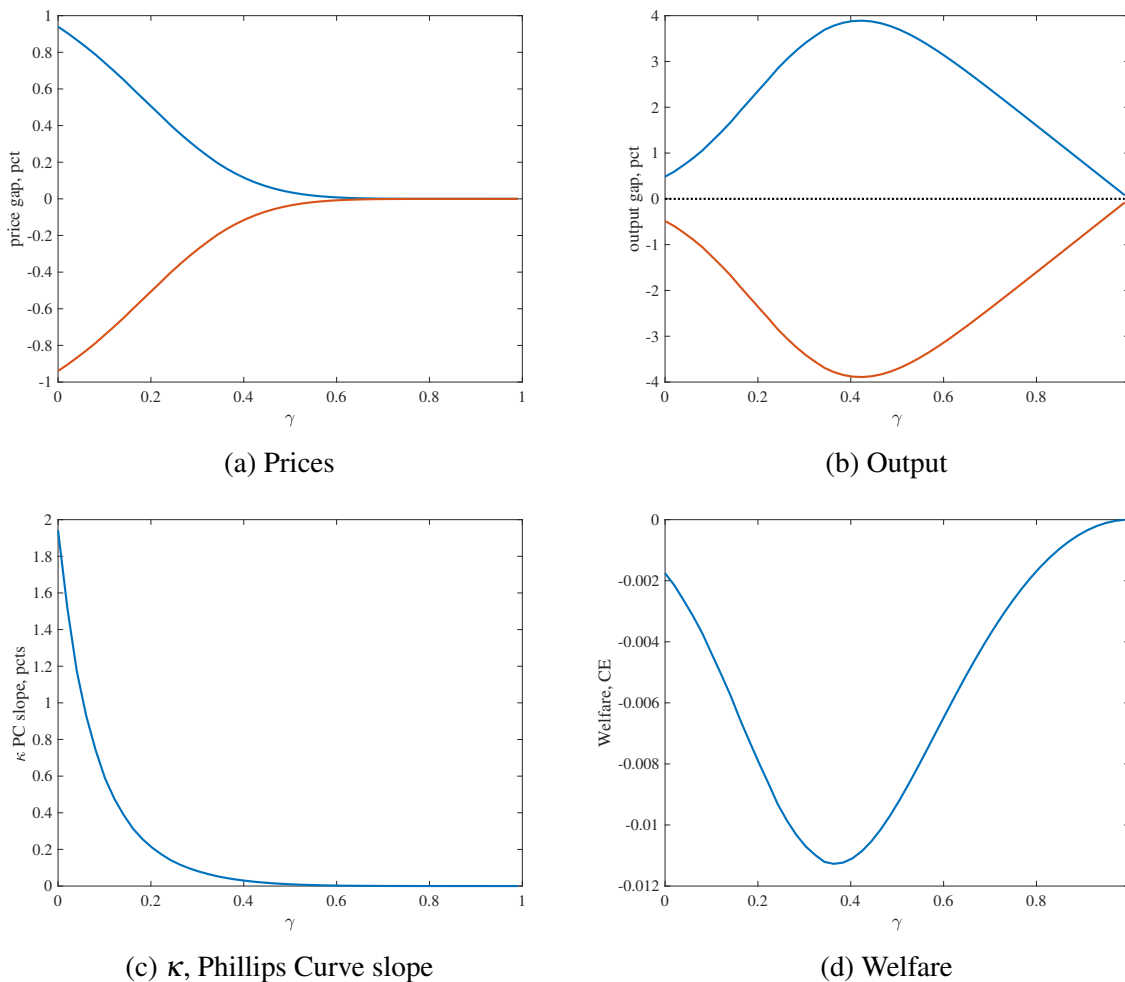 1
0.8
0.6
0.4
0.2
0
-0.2
-0.4
-0.6
-0.8
-1
price gap, pct
0 0.2 0.4 0.6 0.8 1
γ
(a) Prices
4
3
2
1
0
-1
-2
-3
-4
output gap, pct
0 0.2 0.4 0.6 0.8
γ
(b) Output
2
1.8
1.6
1.4
1.2
1
0.8
0.6
0.4
0.2
0
κ PC slope, pcts
0 0.2 0.4 0.6 0.8 1
γ
(c) κ, Phillips Curve slope
0
-0.002
-0.004
-0.006
-0.008
-0.01
-0.012
Welfare, CE
0 0.2 0.4 0.6 0.8
γ
(d) Welfare